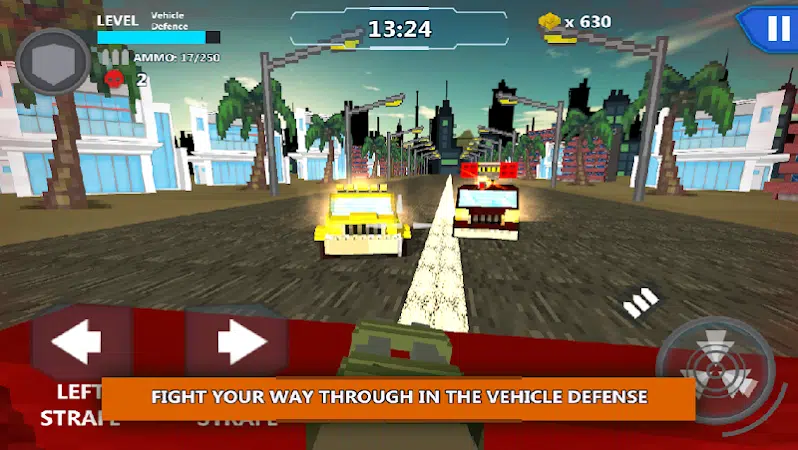 LEVEL
Vehicle
Defence
13:24
x 630
AMMO: 17/250
2
LEFT
STRAFE
STRAFE
FIGHT YOUR WAY THROUGH IN THE VEHICLE DEFENSE